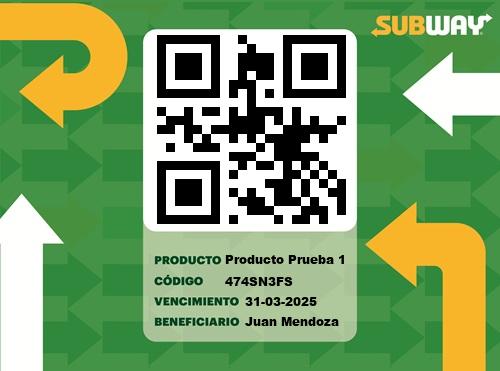 SUBWAY
PRODUCTO Producto Prueba 1
CÓDIGO 474SN3FS
VENCIMIENTO 31-03-2025
BENEFICIARIO Juan Mendoza